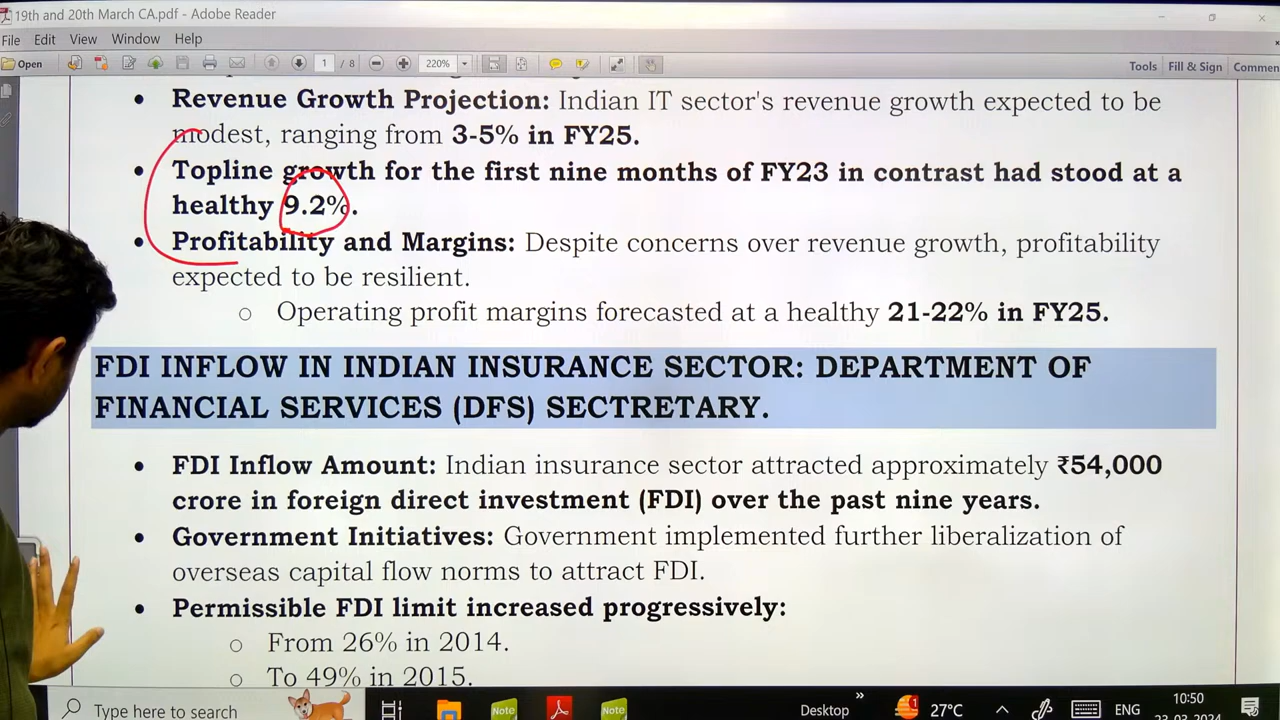 19th and 20th March CA.pdf - Adobe Reader
File Edit View Window Help
Open 1 / 8 220% Tools Fill & Sign Commen
• Revenue Growth Projection: Indian IT sector's revenue growth expected to be
modest, ranging from 3-5% in FY25.
• Topline growth for the first nine months of FY23 in contrast had stood at a
healthy 9.2%.
• Profitability and Margins: Despite concerns over revenue growth, profitability
expected to be resilient.
o Operating profit margins forecasted at a healthy 21-22% in FY25.
FDI INFLOW IN INDIAN INSURANCE SECTOR: DEPARTMENT OF
FINANCIAL SERVICES (DFS) SECTRETARY.
• FDI Inflow Amount: Indian insurance sector attracted approximately ₹54,000
crore in foreign direct investment (FDI) over the past nine years.
• Government Initiatives: Government implemented further liberalization of
overseas capital flow norms to attract FDI.
• Permissible FDI limit increased progressively:
o From 26% in 2014.
o To 49% in 2015.
Type here to search Note Note Desktop 27°C ENG 10:50